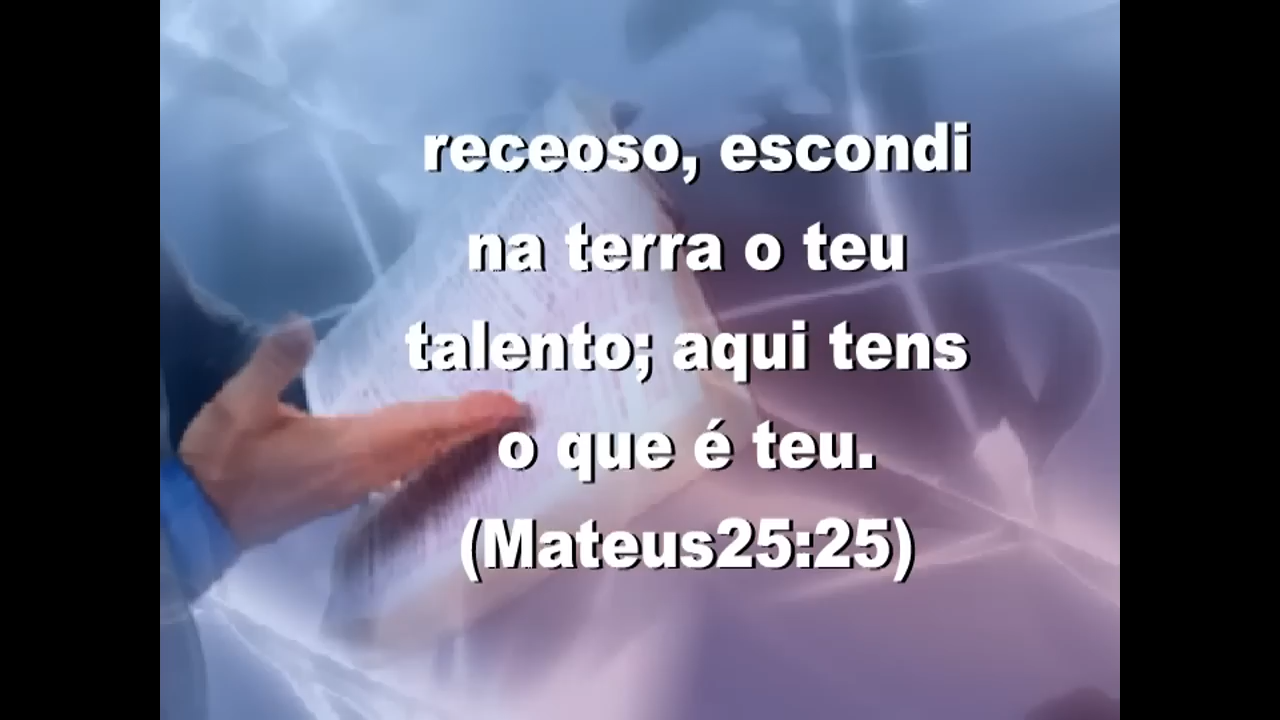 receoso, escondi
na terra o teu
talento; aqui tens
o que é teu.
(Mateus25:25)